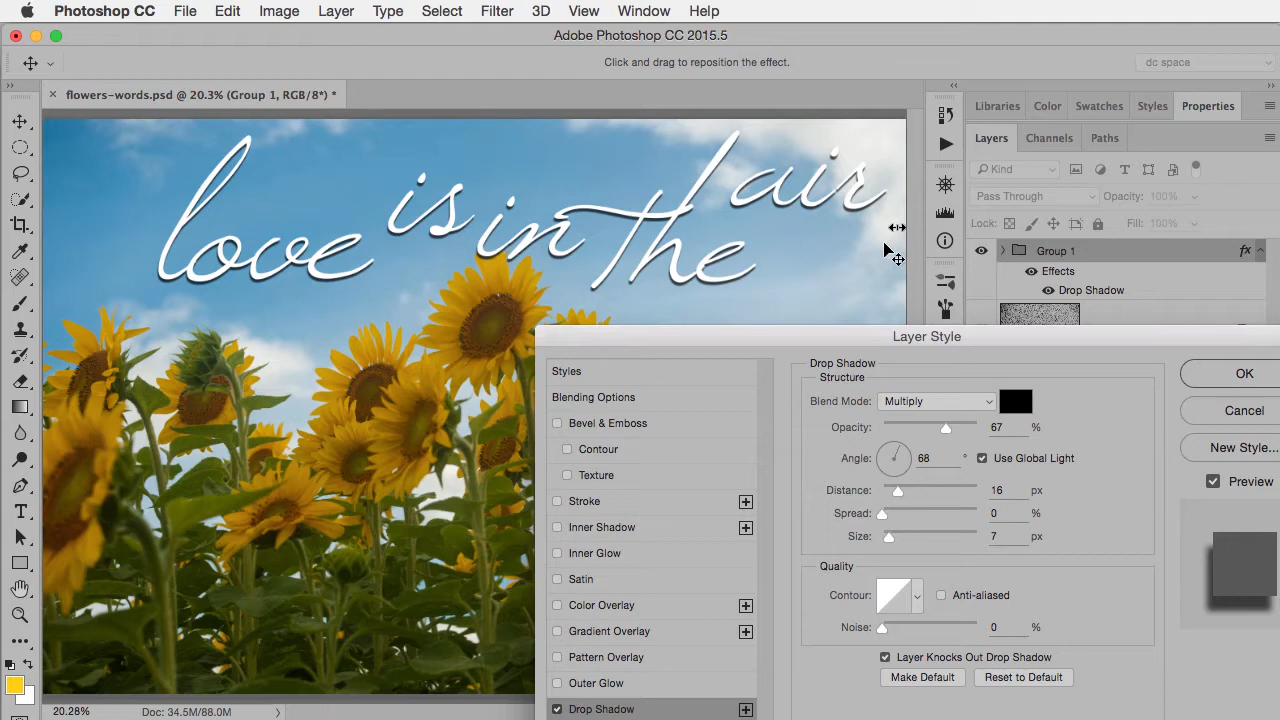 Photoshop CC File Edit Image Layer Type Select Filter 3D View Window Help
Adobe Photoshop CC 2015.5
Click and drag to reposition the effect.
dc space
flowers-words.psd @ 20.3% (Group 1, RGB/8*) *
Libraries Color Swatches Styles Properties
Layers Channels Paths
Kind
Pass Through Opacity: 100%
Lock: Fill: 100%
Group 1 fx
Effects
Drop Shadow
love is in the air
Layer Style
Styles
Blending Options
Bevel & Emboss
Contour
Texture
Stroke
Inner Shadow
Inner Glow
Satin
Color Overlay
Gradient Overlay
Pattern Overlay
Outer Glow
Drop Shadow
Drop Shadow
Structure
Blend Mode: Multiply
Opacity: 67 %
Angle: 68 ° Use Global Light
Distance: 16 px
Spread: 0 %
Size: 7 px
Quality
Contour: Anti-aliased
Noise: 0 %
Layer Knocks Out Drop Shadow
Make Default Reset to Default
OK
Cancel
New Style...
Preview
20.28% Doc: 34.5M/88.0M